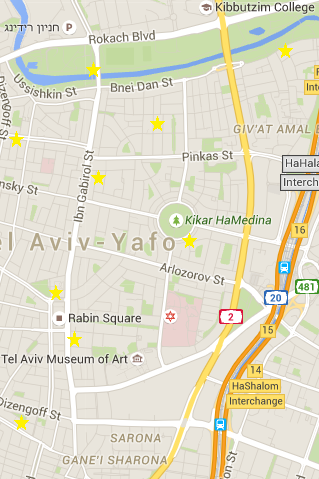 Kibbutzim College
חניון רידינג
P
Rokach Blvd
Ussishkin St
Bnei Dan St
Dizengoff St
GIV'AT AMAL
Pinkas St
HaHala
Interch
nsky St
Ibn Gabirol St
Kikar HaMedina
16
el Aviv-Yafo
Arlozorov St
481
20
2
Rabin Square
15
Tel Aviv Museum of Art
14
HaShalom
Interchange
Dizengoff St
SARONA
GANE'I SHARONA
on St